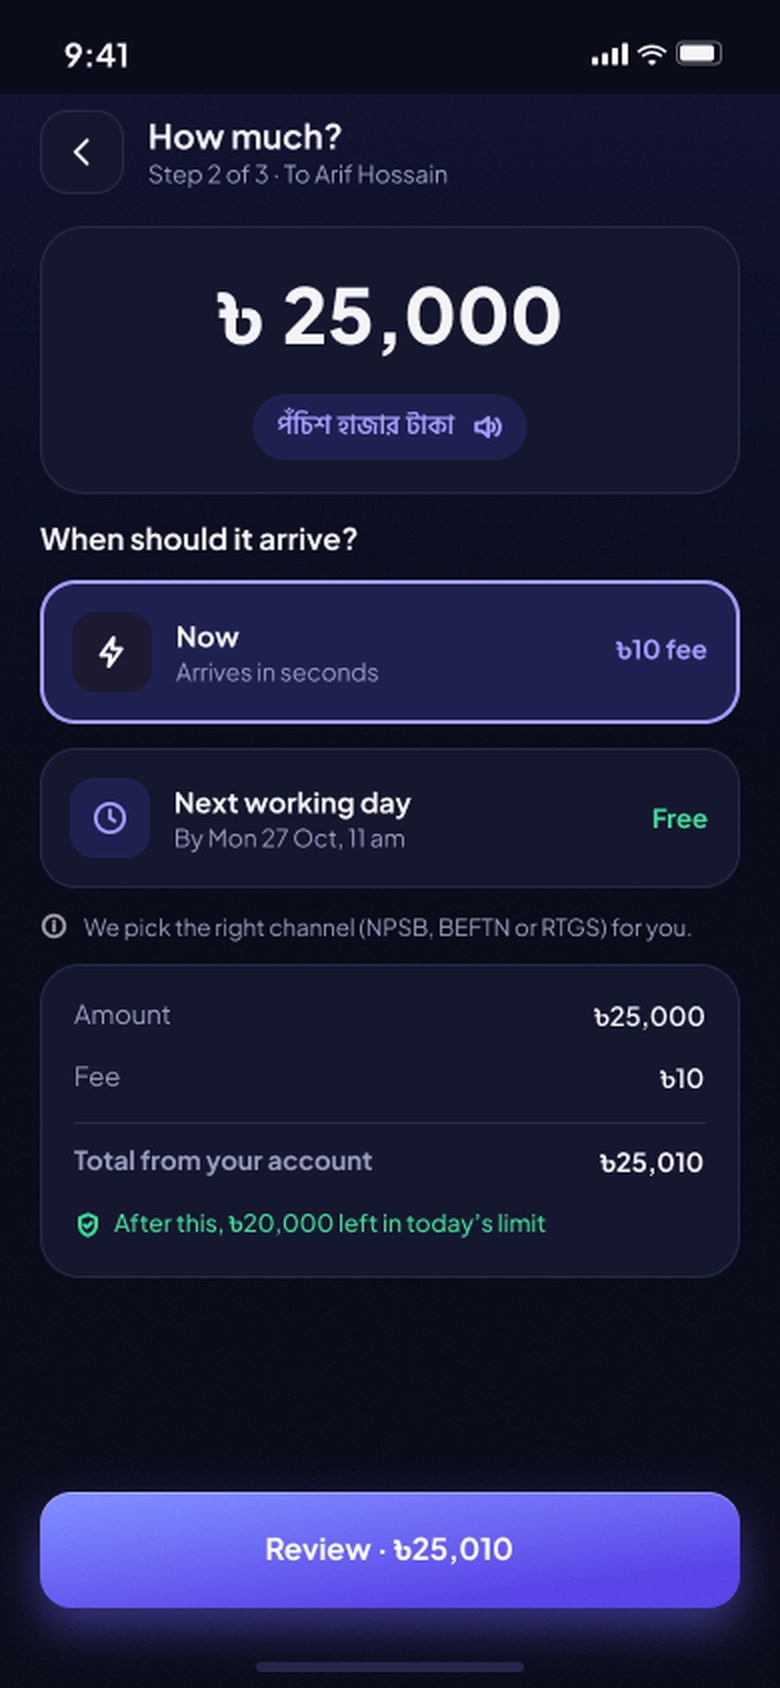 9:41
How much?
Step 2 of 3 · To Arif Hossain
৳ 25,000
পঁচিশ হাজার টাকা
When should it arrive?
Now
৳10 fee
Arrives in seconds
Next working day
Free
By Mon 27 Oct, 11 am
We pick the right channel (NPSB, BEFTN or RTGS) for you.
Amount ৳25,000
Fee ৳10
Total from your account ৳25,010
After this, ৳20,000 left in today's limit
Review · ৳25,010